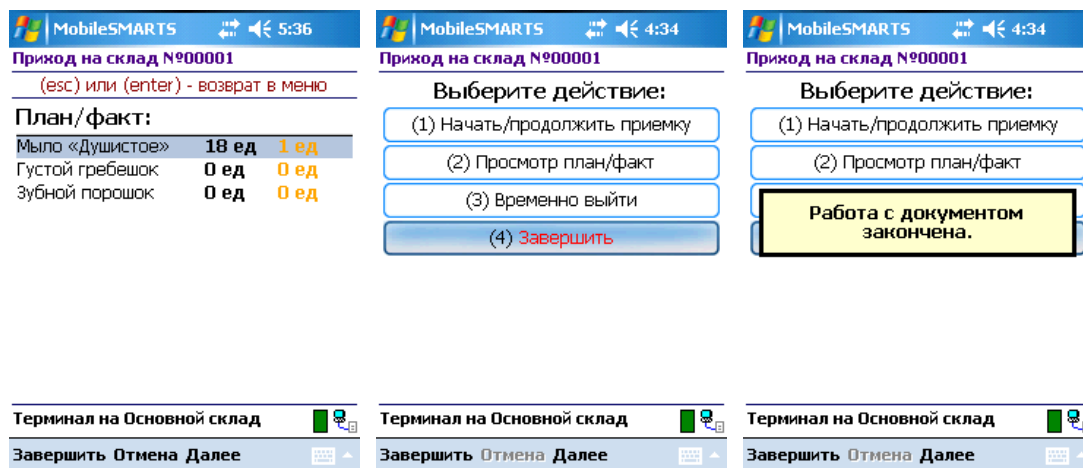 MobileSMARTS 5:36
Приход на склад №00001
(esc) или (enter) - возврат в меню
План/факт:
Мыло «Душистое» 18 ед 1 ед
Густой гребешок 0 ед 0 ед
Зубной порошок 0 ед 0 ед
Терминал на Основной склад
Завершить Отмена Далее
MobileSMARTS 4:34
Приход на склад №00001
Выберите действие:
(1) Начать/продолжить приемку
(2) Просмотр план/факт
(3) Временно выйти
(4) Завершить
Терминал на Основной склад
Завершить Отмена Далее
MobileSMARTS 4:34
Приход на склад №00001
Выберите действие:
(1) Начать/продолжить приемку
(2) Просмотр план/факт
Работа с документом
закончена.
Терминал на Основной склад
Завершить Отмена Далее